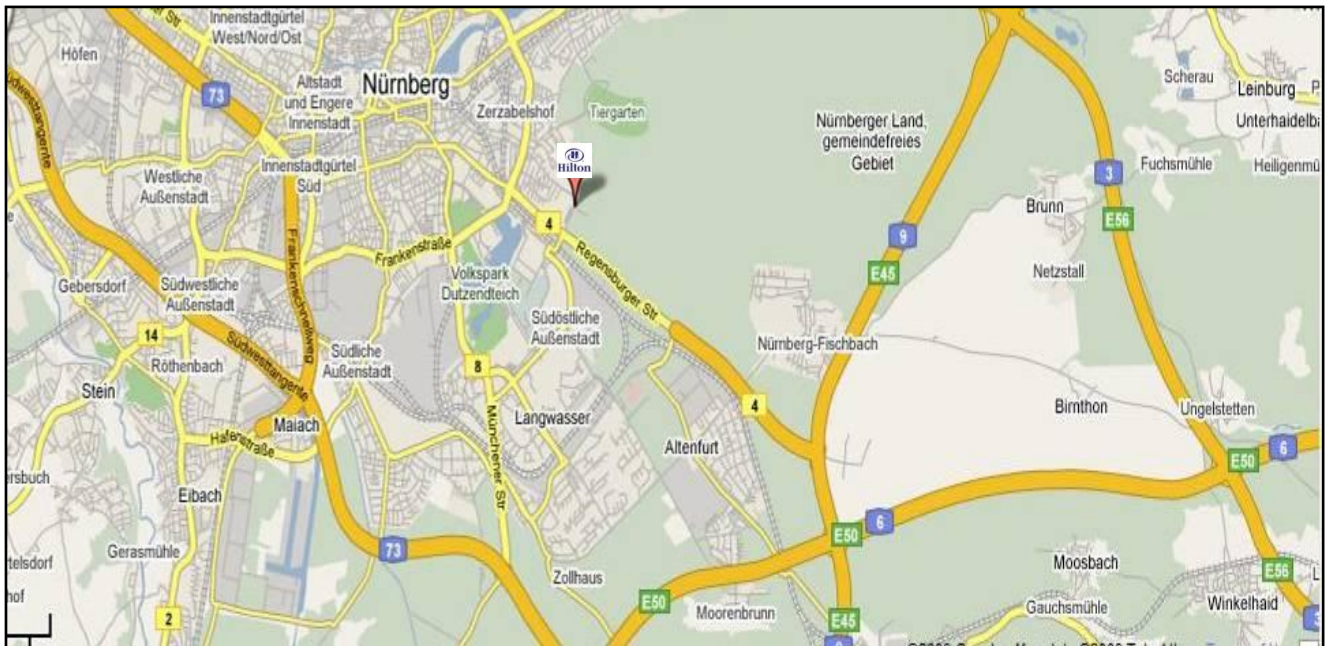 Innenstadtgürtel
West/Nord/Ost
Höfen
73
Altstadt
und Engere
Innenstadt
Nürnberg
Zerzabelshof
Tiergarten
Hilton
Nürnberger Land,
gemeindefreies
Gebiet
Scherau
Leinburg
Fuchsmühle
3
E56
Brunn
Netzstall
Südwesttangente
Westliche
Außenstadt
Innenstadtgürtel
Süd
4
Regensburger Str
9
E45
Frankenstraße
Frankenschnellweg
Gebersdorf
Südwestliche
Außenstadt
Volkspark
Dutzendteich
Südöstliche
Außenstadt
14
Südwesttangente
Röthenbach
Südliche
Außenstadt
8
Nürnberg-Fischbach
Stein
Maiach
Hafenstraße
Münchener Str
Langwasser
4
Altenfurt
Birnthon
Ungelstetten
6
E50
Eibach
Gerasmühle
73
Zollhaus
E50
6
Moosbach
E56
2
E50
Moorenbrunn
E45
Gauchsmühle
Winkelhaid